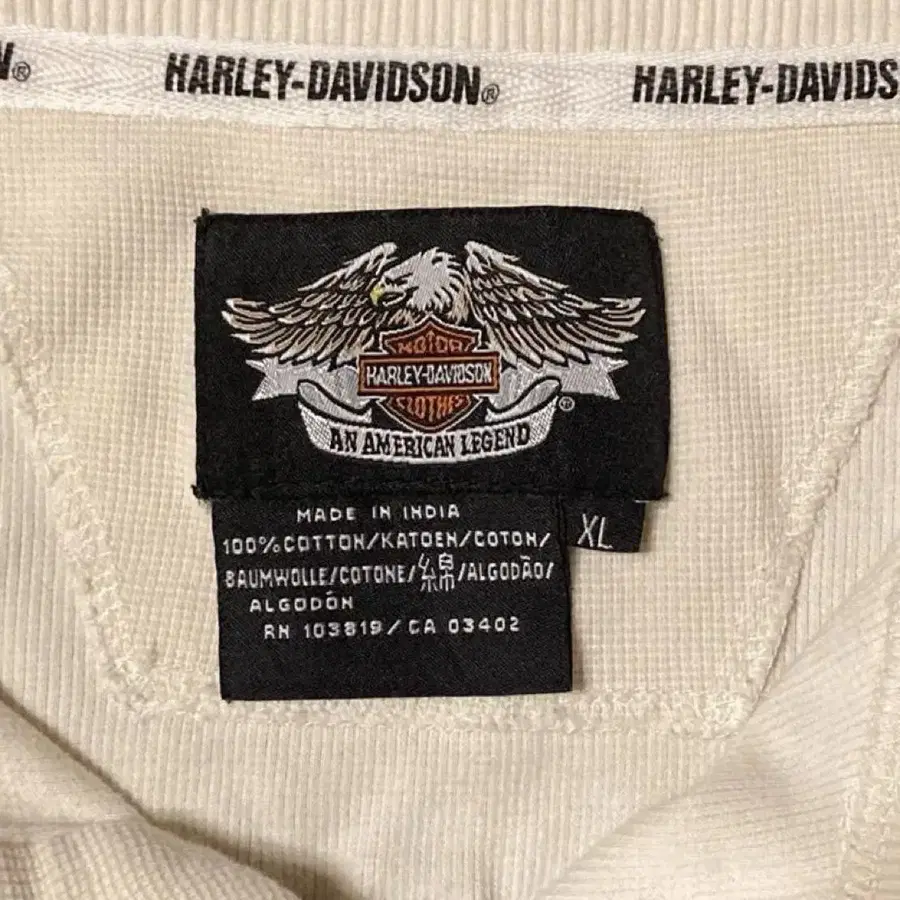 N® HARLEY-DAVIDSON® HARLEY-DAVIDS
MOTOR
HARLEY-DAVIDSON
CLOTHES
®
AN AMERICAN LEGEND
MADE IN INDIA
100% COTTON/KATOEN/COTON/
BAUMWOLLE/COTONE/綿/ALGODÃO/
ALGODÓN
RN 103819/CA 03402
XL